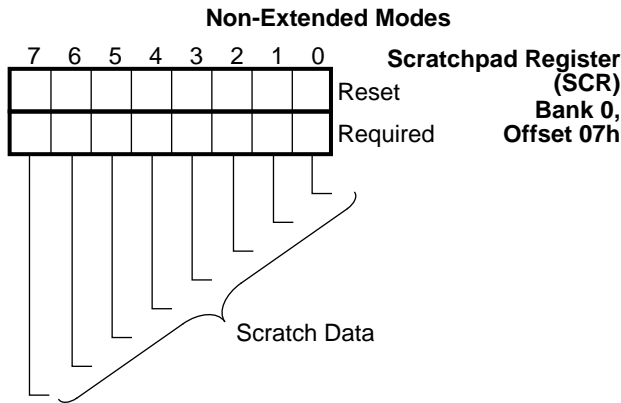 Non-Extended Modes
7 6 5 4 3 2 1 0
Scratchpad Register
(SCR)
Bank 0,
Offset 07h
Reset
Required
Scratch Data